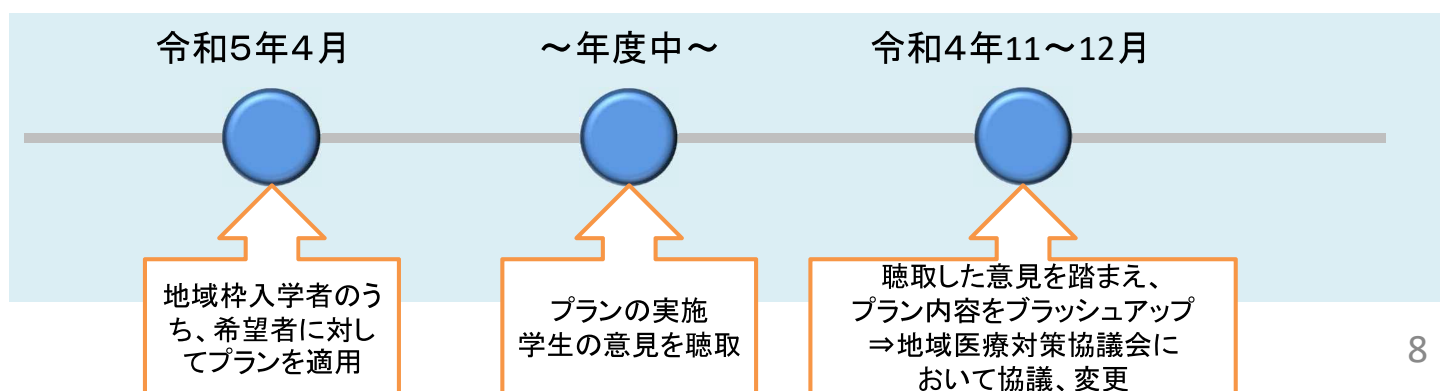 令和5年4月
～年度中～
令和4年11～12月
地域枠入学者のう
ち、希望者に対し
てプランを適用
プランの実施
学生の意見を聴取
聴取した意見を踏まえ、
プラン内容をブラッシュアップ
⇒地域医療対策協議会に
おいて協議、変更
8